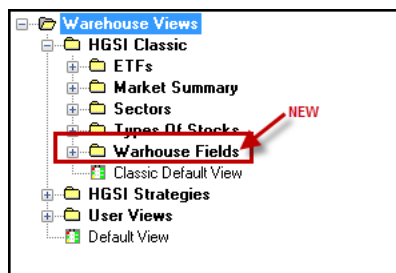 Warehouse Views
HGSI Classic
ETFs
Market Summary
Sectors
Types Of Stocks
NEW
Warhouse Fields
Classic Default View
HGSI Strategies
User Views
Default View